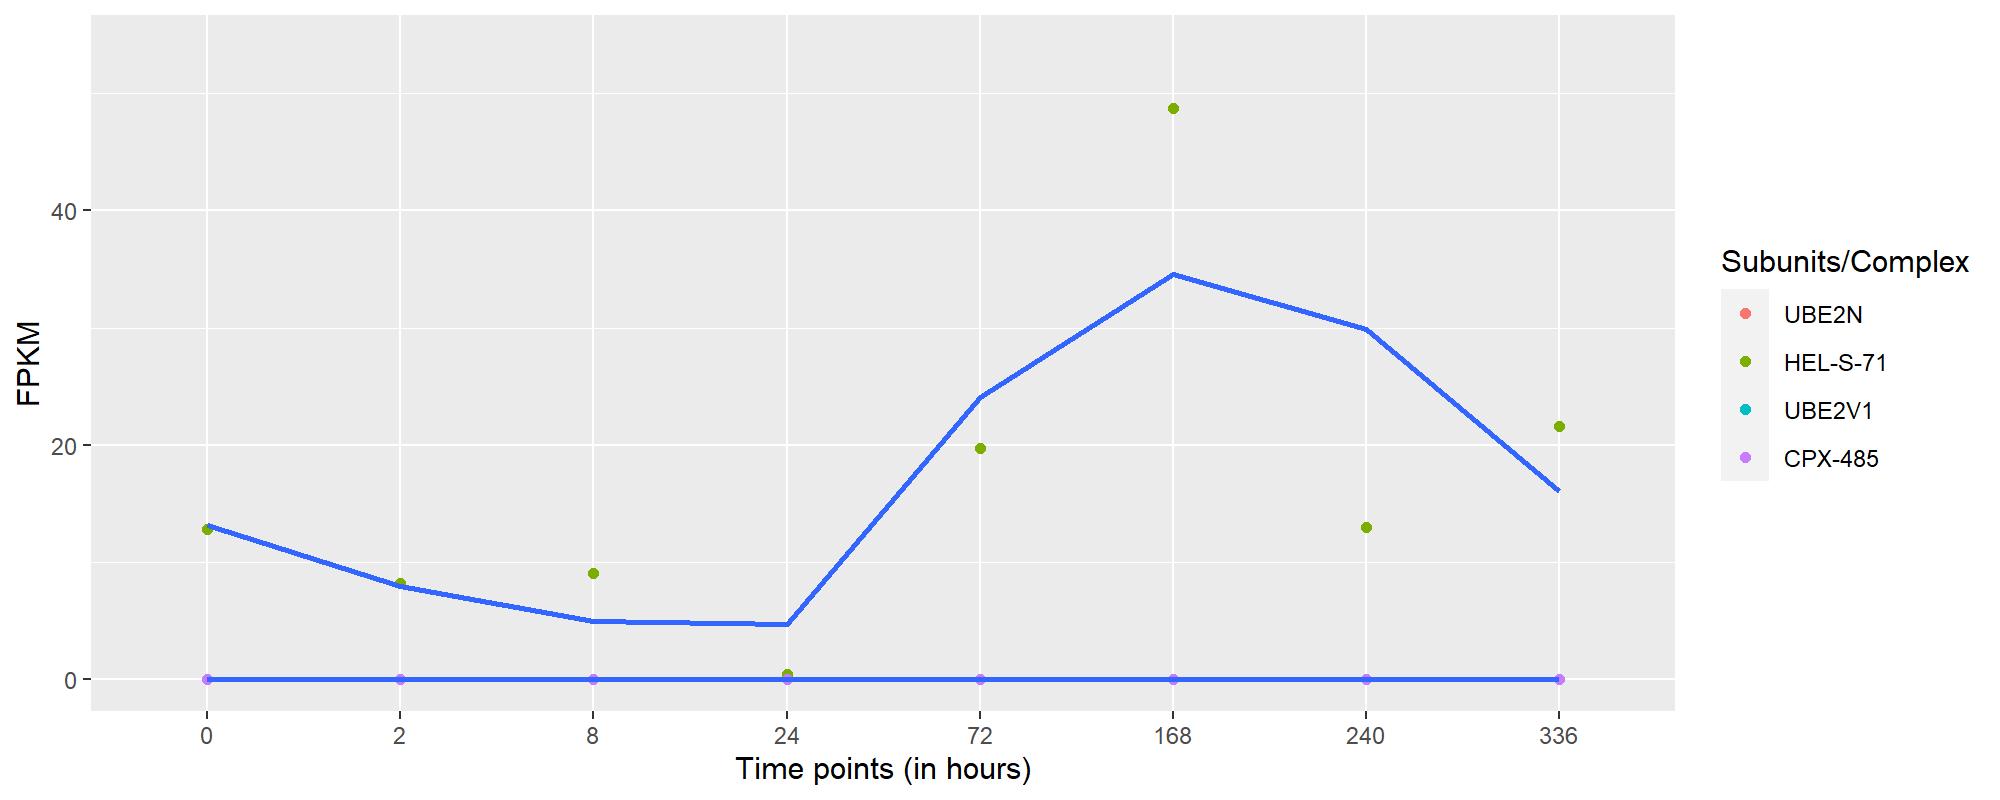 FPKM
40
20
0
0 2 8 24 72 168 240 336
Time points (in hours)
Subunits/Complex
UBE2N
HEL-S-71
UBE2V1
CPX-485